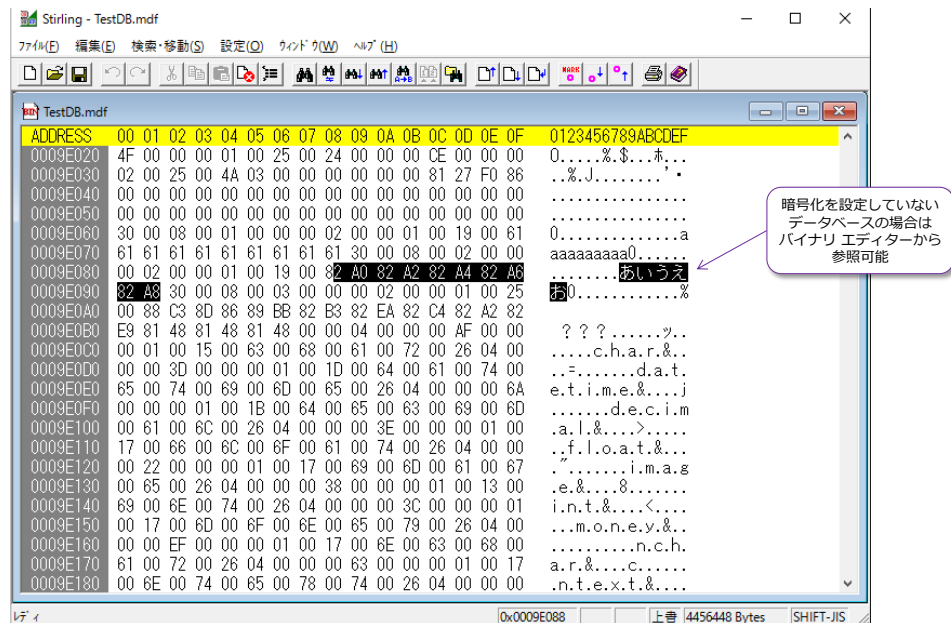 Stirling - TestDB.mdf
ファイル(F) 編集(E) 検索・移動(S) 設定(O) ウィンドウ(W) ヘルプ(H)
TestDB.mdf
ADDRESS 00 01 02 03 04 05 06 07 08 09 0A 0B 0C 0D 0E 0F 0123456789ABCDEF
0009E020 4F 00 00 00 01 00 25 00 24 00 00 00 CE 00 00 00 O.....%.$...ホ...
0009E030 02 00 25 00 4A 03 00 00 00 00 00 00 81 27 F0 86 ..%.J........'・
0009E040 00 00 00 00 00 00 00 00 00 00 00 00 00 00 00 00 ................
0009E050 00 00 00 00 00 00 00 00 00 00 00 00 00 00 00 00 ................
0009E060 30 00 08 00 01 00 00 00 02 00 00 01 00 19 00 61 0..............a
0009E070 61 61 61 61 61 61 61 61 61 30 00 08 00 02 00 00 aaaaaaaaa0......
0009E080 00 02 00 00 01 00 19 00 82 A0 82 A2 82 A4 82 A6 ........あいうえ
0009E090 82 A8 30 00 08 00 03 00 00 00 02 00 00 01 00 25 お0............%
0009E0A0 00 88 C3 8D 86 89 BB 82 B3 82 EA 82 C4 82 A2 82
0009E0B0 E9 81 48 81 48 81 48 00 00 04 00 00 00 AF 00 00 ???......ッ..
0009E0C0 00 01 00 15 00 63 00 68 00 61 00 72 00 26 04 00 .....c.h.a.r.&..
0009E0D0 00 00 3D 00 00 00 01 00 1D 00 64 00 61 00 74 00 ..=.......d.a.t.
0009E0E0 65 00 74 00 69 00 6D 00 65 00 26 04 00 00 00 6A e.t.i.m.e.&....j
0009E0F0 00 00 00 01 00 1B 00 64 00 65 00 63 00 69 00 6D .......d.e.c.i.m
0009E100 00 61 00 6C 00 26 04 00 00 00 3E 00 00 00 01 00 .a.l.&....>.....
0009E110 17 00 66 00 6C 00 6F 00 61 00 74 00 26 04 00 00 ..f.l.o.a.t.&...
0009E120 00 22 00 00 00 01 00 17 00 69 00 6D 00 61 00 67 .".......i.m.a.g
0009E130 00 65 00 26 04 00 00 00 38 00 00 00 01 00 13 00 .e.&....8.......
0009E140 69 00 6E 00 74 00 26 04 00 00 00 3C 00 00 00 01 i.n.t.&....<....
0009E150 00 17 00 6D 00 6F 00 6E 00 65 00 79 00 26 04 00 ...m.o.n.e.y.&..
0009E160 00 00 EF 00 00 00 01 00 17 00 6E 00 63 00 68 00 ..........n.c.h.
0009E170 61 00 72 00 26 04 00 00 00 63 00 00 00 01 00 17 a.r.&....c......
0009E180 00 6E 00 74 00 65 00 78 00 74 00 26 04 00 00 00 .n.t.e.x.t.&....
暗号化を設定していない
データベースの場合は
バイナリ エディターから
参照可能
レディ 0x0009E088 上書 4456448 Bytes SHIFT-JIS